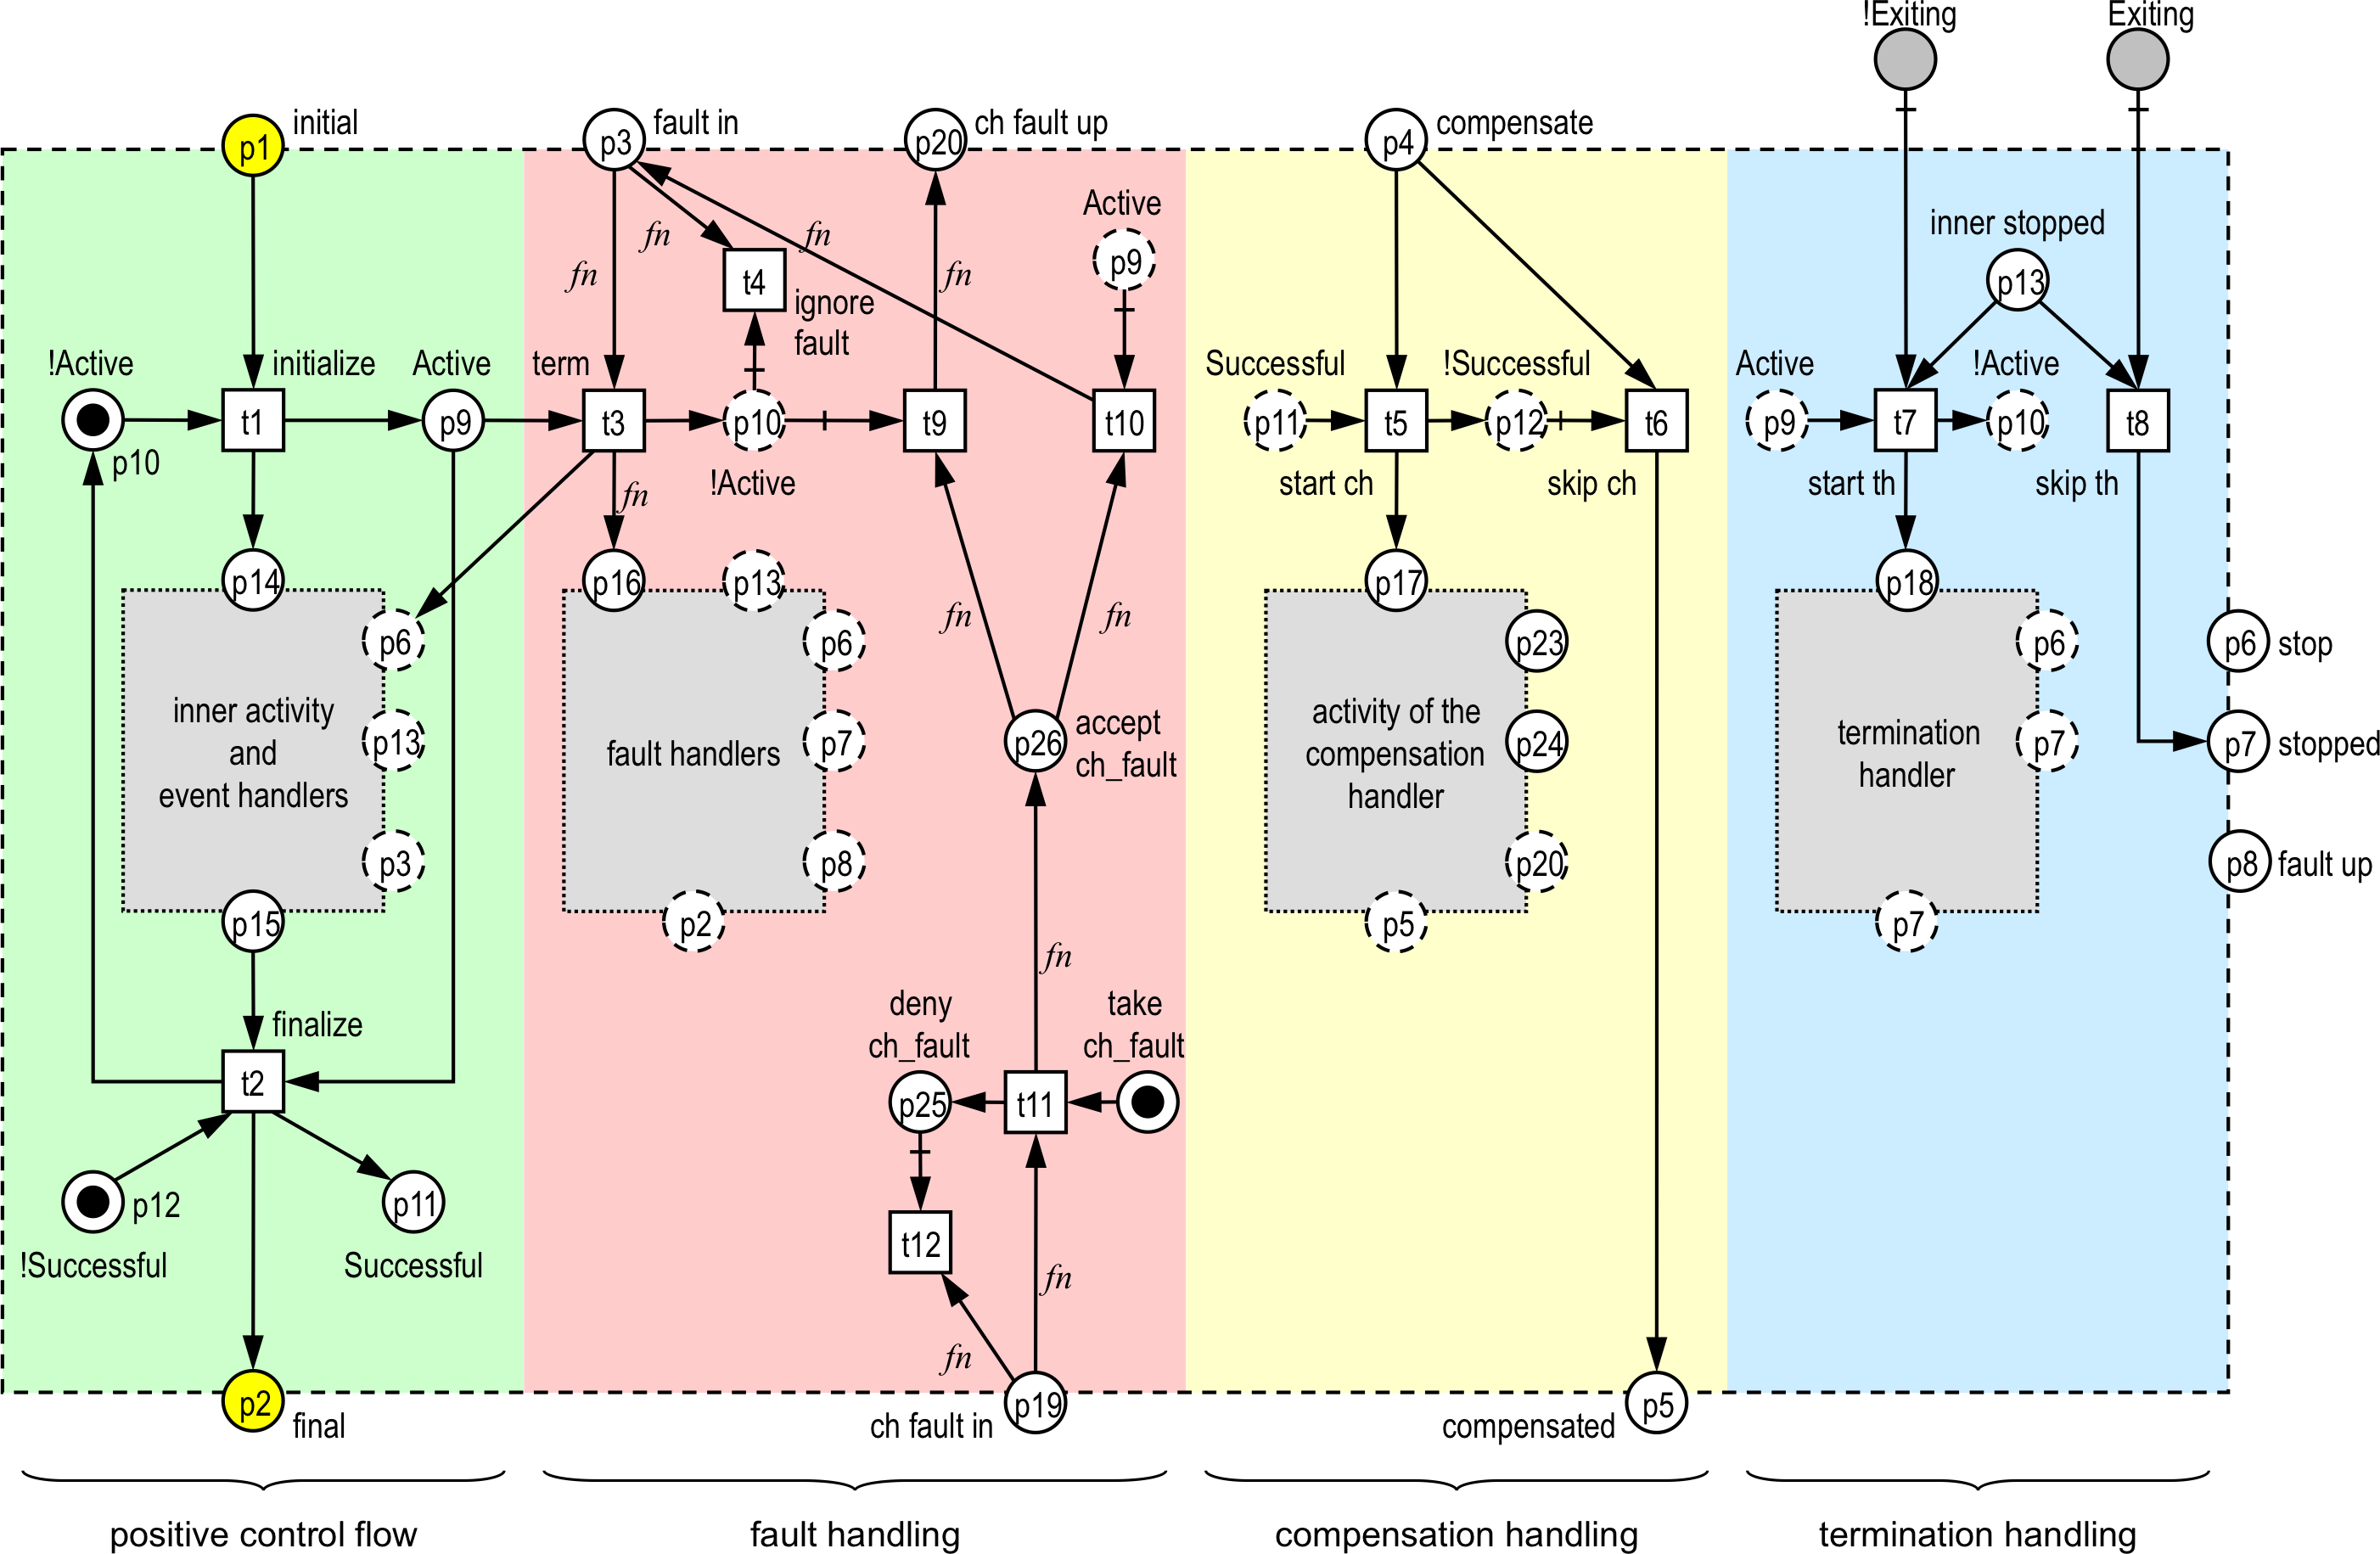 !Exiting
Exiting
p1
initial
p3
fault in
p20
ch fault up
p4
compensate
Active
p9
fn
fn
fn
fn
t4
ignore
fault
inner stopped
p13
!Active
p10
t1
initialize
Active
p9
term
t3
p10
!Active
t9
t10
Successful
p11
t5
start ch
!Successful
p12
t6
skip ch
Active
p9
t7
start th
!Active
p10
t8
skip th
fn
p14
inner activity
and
event handlers
p6
p13
p3
p15
p16
p13
fault handlers
p6
p7
p8
p2
fn
fn
p26
accept
ch_fault
p17
activity of the
compensation
handler
p23
p24
p20
p5
p18
termination
handler
p6
p7
p7
p6
stop
p7
stopped
p8
fault up
fn
finalize
t2
p12
!Successful
p11
Successful
deny
ch_fault
take
ch_fault
p25
t11
t12
fn
fn
p2
final
ch fault in
p19
compensated
p5
positive control flow
fault handling
compensation handling
termination handling